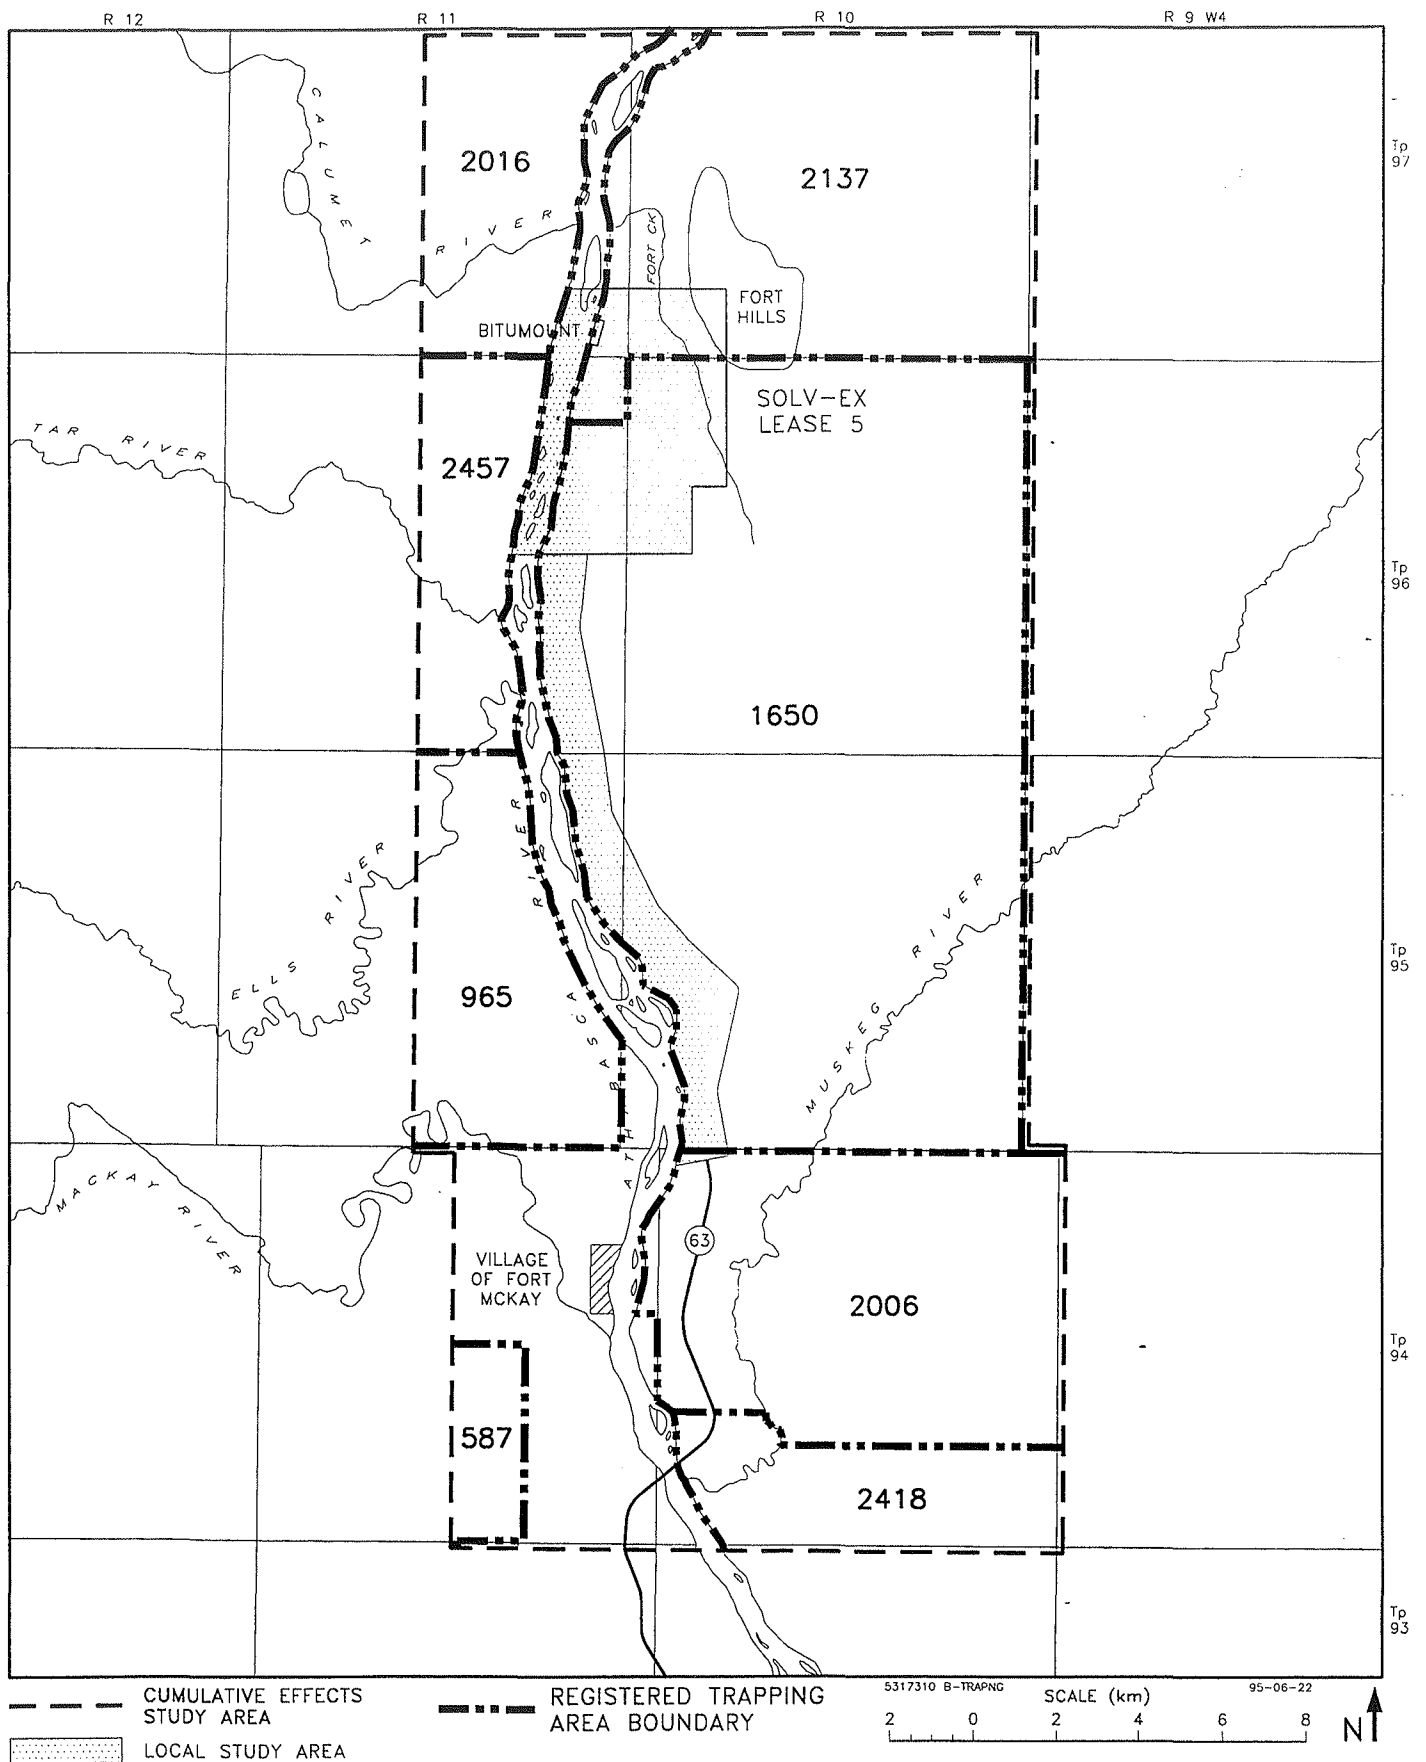 R 12
R 11
R 10
R 9 W4
CALUMET
RIVER
2016
2137
Tp
97
FORT CK
FORT
HILLS
BITUMOUNT
SOLV-EX
LEASE 5
TAR RIVER
2457
Tp
96
1650
RIVER
ELLS RIVER
MUSKEG RIVER
965
Tp
95
ATHABASCA
MACKAY RIVER
63
VILLAGE
OF FORT
MCKAY
2006
Tp
94
587
2418
Tp
93
CUMULATIVE EFFECTS
STUDY AREA
REGISTERED TRAPPING
AREA BOUNDARY
5317310 B-TRAPNG
SCALE (km)
95-06-22
2 0 2 4 6 8
N
LOCAL STUDY AREA